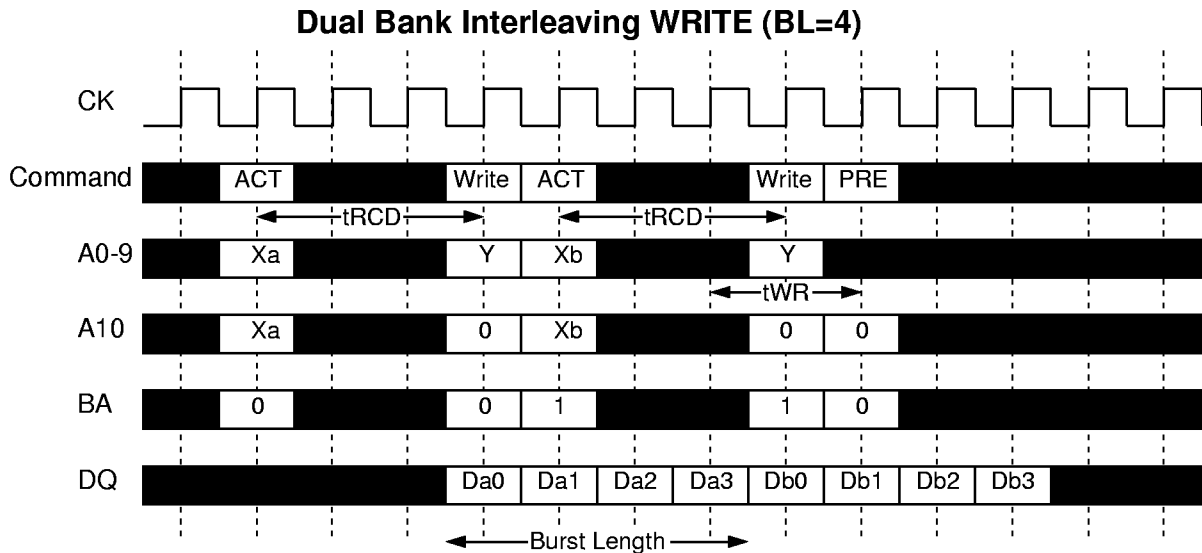 Dual Bank Interleaving WRITE (BL=4)
CK
Command ACT Write ACT Write PRE
tRCD tRCD
A0-9 Xa Y Xb Y
tWR
A10 Xa 0 Xb 0 0
BA 0 0 1 1 0
DQ Da0 Da1 Da2 Da3 Db0 Db1 Db2 Db3
Burst Length